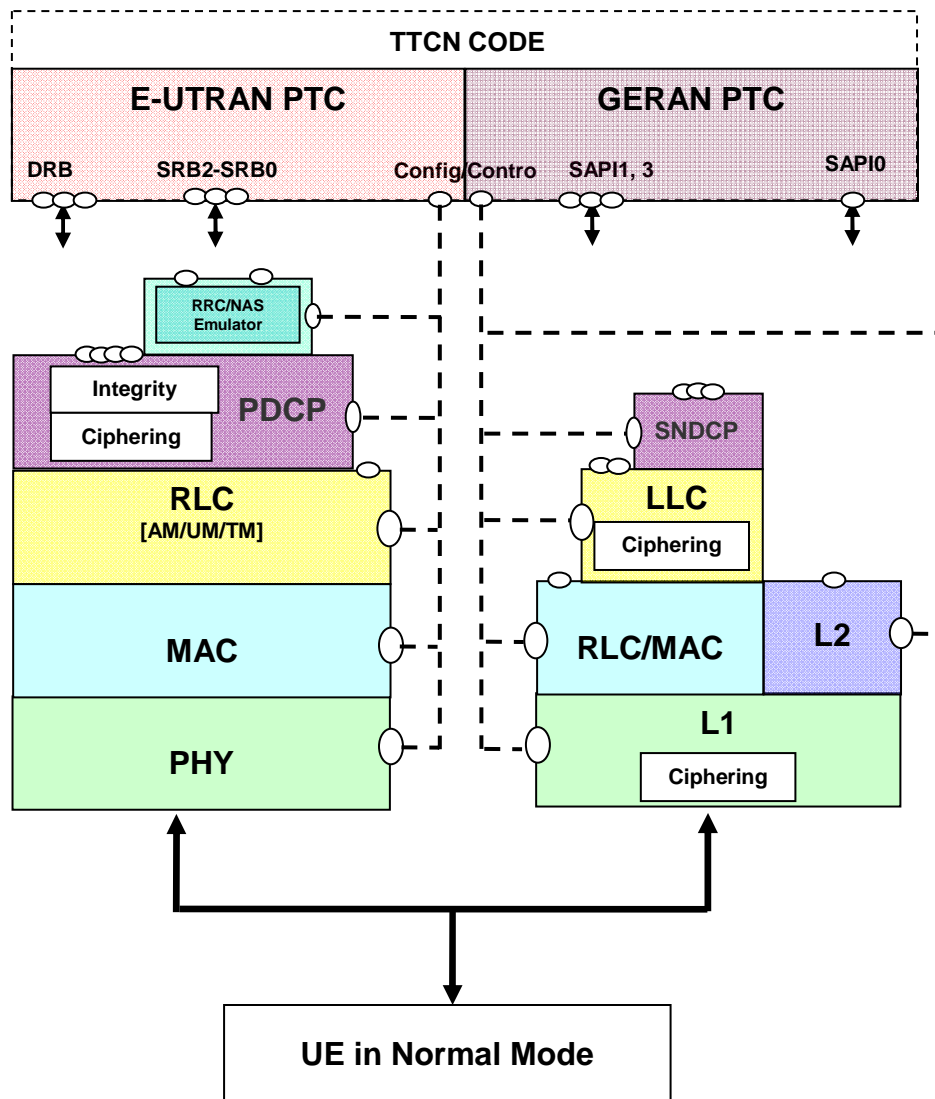 TTCN CODE
E-UTRAN PTC
GERAN PTC
DRB
SRB2-SRB0
Config/Contro
SAPI1, 3
SAPI0
RRC/NAS
Emulator
Integrity
PDCP
Ciphering
SNDCP
RLC
[AM/UM/TM]
LLC
Ciphering
MAC
RLC/MAC
L2
PHY
L1
Ciphering
UE in Normal Mode